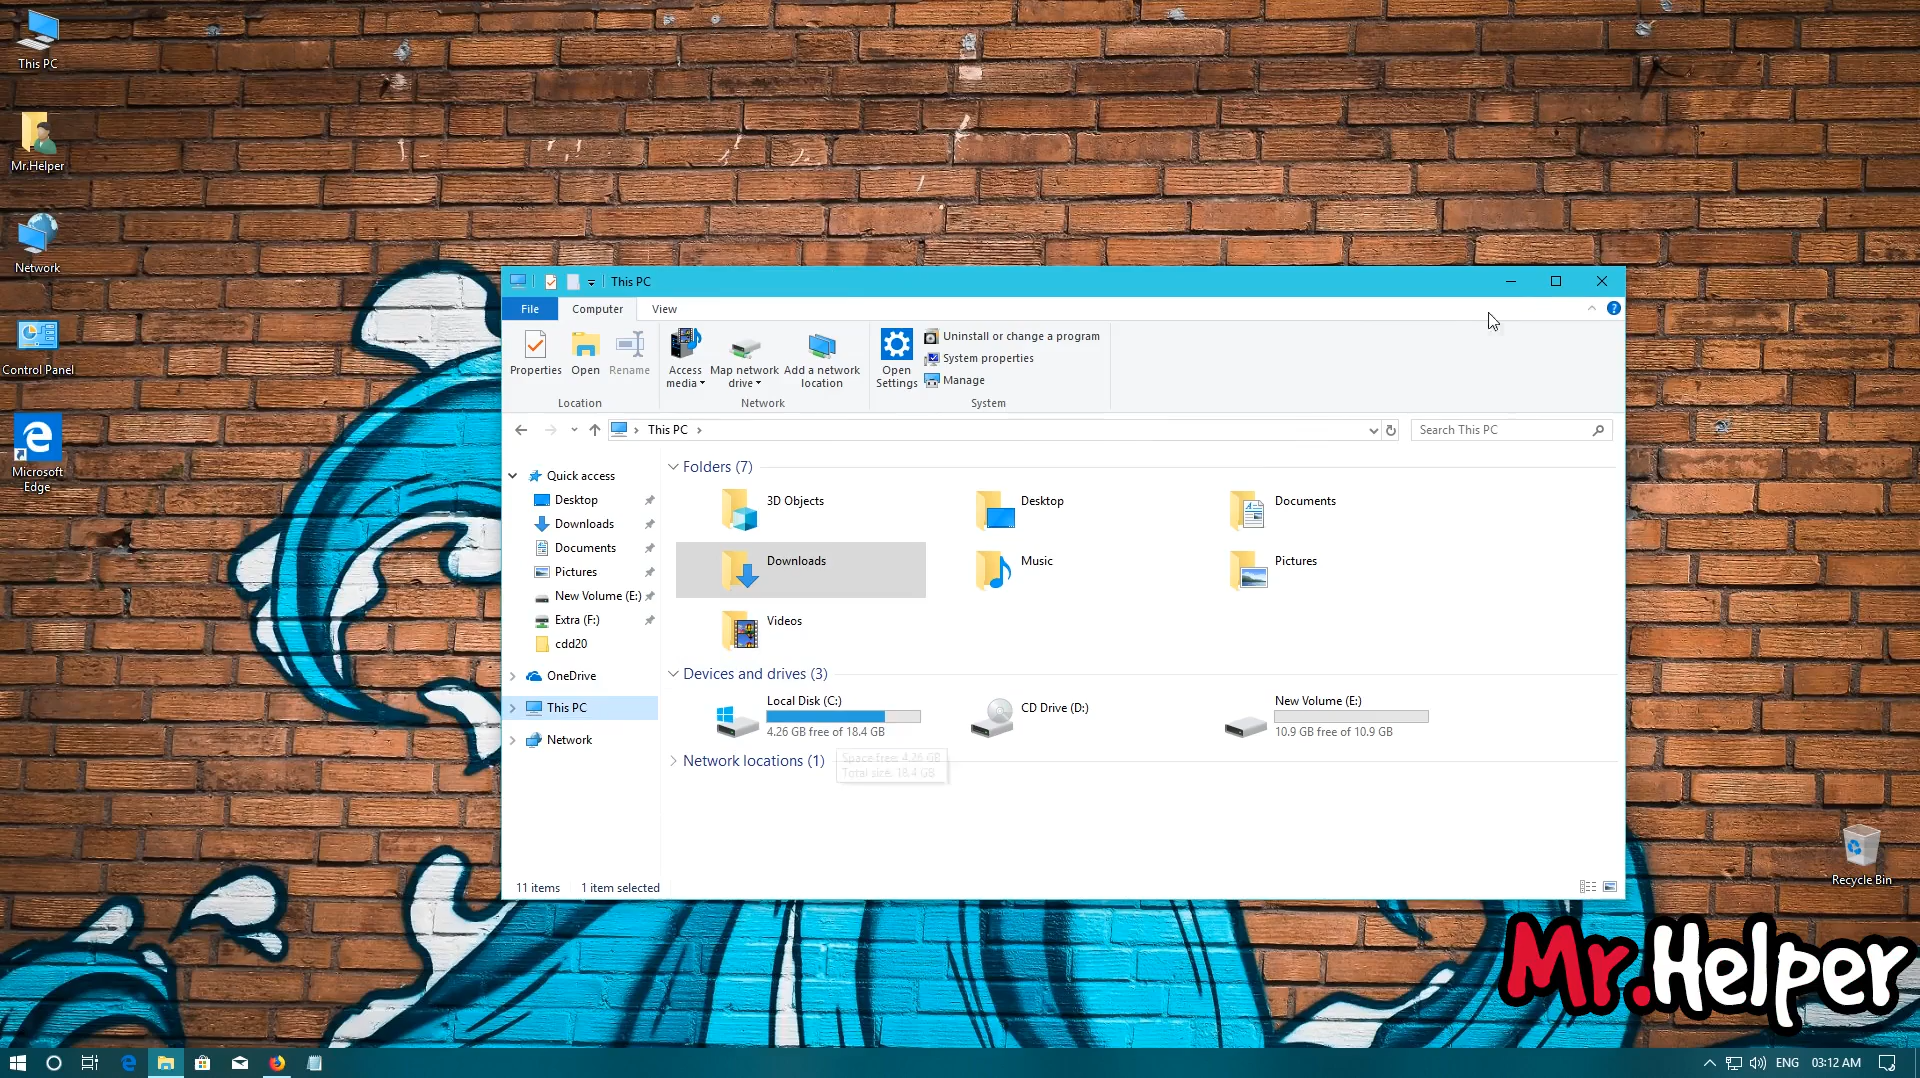 This PC
Mr.Helper
Network
Control Panel
Microsoft
Edge
This PC
File
Computer
View
Properties
Open
Rename
Access
media
Map network
drive
Add a network
location
Open
Settings
Uninstall or change a program
System properties
Manage
Location
Network
System
This PC
Search This PC
Quick access
Desktop
Downloads
Documents
Pictures
New Volume (E:)
Extra (F:)
cdd20
OneDrive
This PC
Network
Folders (7)
3D Objects
Desktop
Documents
Downloads
Music
Pictures
Videos
Devices and drives (3)
Local Disk (C:)
4.26 GB free of 18.4 GB
CD Drive (D:)
New Volume (E:)
10.9 GB free of 10.9 GB
Network locations (1)
Space free: 4.26 GB
Total size: 18.4 GB
11 items
1 item selected
Recycle Bin
Mr.Helper
ENG
03:12 AM